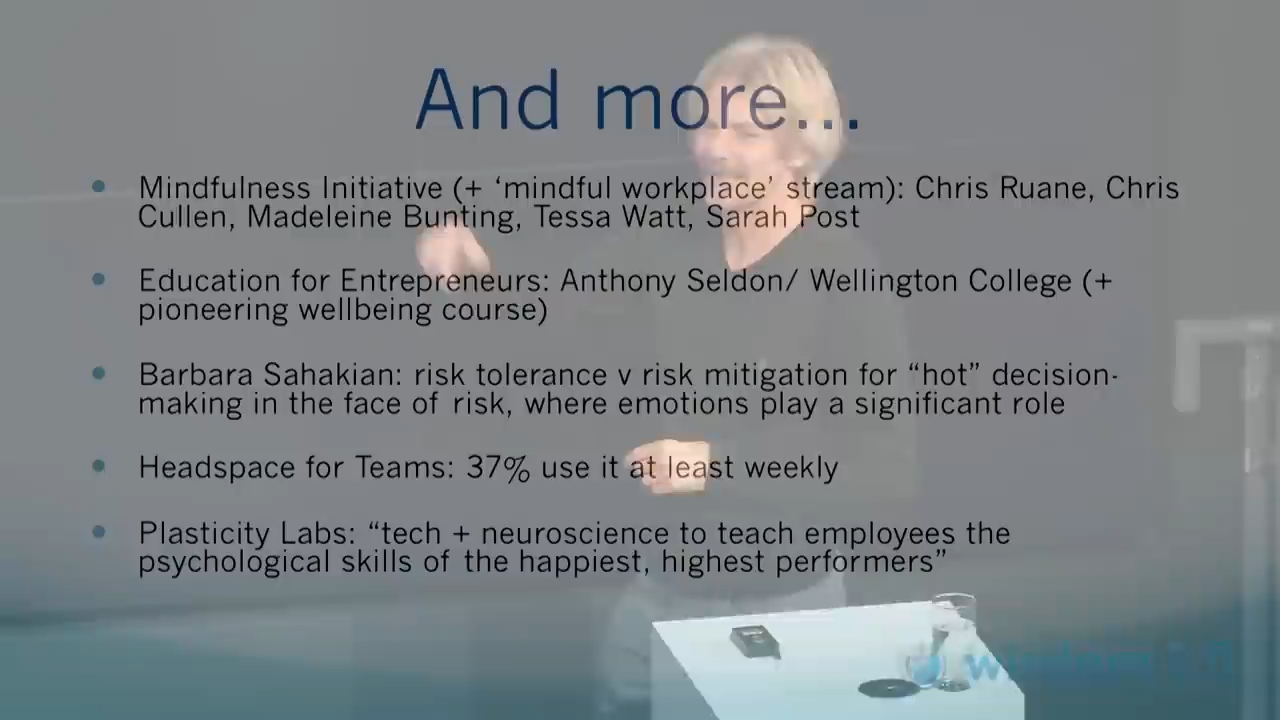 And more...
• Mindfulness Initiative (+ ‘mindful workplace’ stream): Chris Ruane, Chris
Cullen, Madeleine Bunting, Tessa Watt, Sarah Post
• Education for Entrepreneurs: Anthony Seldon/ Wellington College (+
pioneering wellbeing course)
• Barbara Sahakian: risk tolerance v risk mitigation for “hot” decision-
making in the face of risk, where emotions play a significant role
• Headspace for Teams: 37% use it at least weekly
• Plasticity Labs: “tech + neuroscience to teach employees the
psychological skills of the happiest, highest performers”